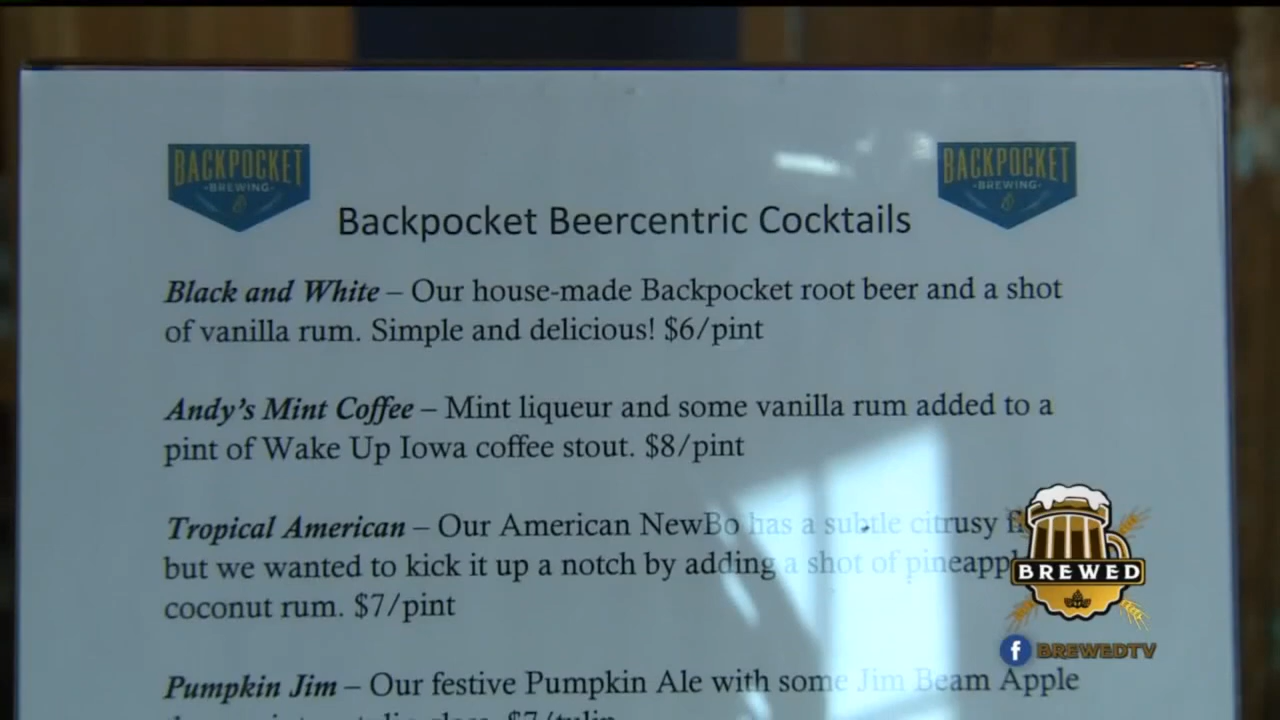 BACKPOCKET
BREWING
BACKPOCKET
BREWING
Backpocket Beercentric Cocktails
Black and White – Our house-made Backpocket root beer and a shot
of vanilla rum. Simple and delicious! $6/pint
Andy's Mint Coffee – Mint liqueur and some vanilla rum added to a
pint of Wake Up Iowa coffee stout. $8/pint
Tropical American – Our American NewBo has a subtle citrusy
but we wanted to kick it up a notch by adding a shot of
coconut rum. $7/pint
Pumpkin Jim – Our festive Pumpkin Ale with some Jim Beam Apple
$7/tulip
BREWED
f BREWEDTV